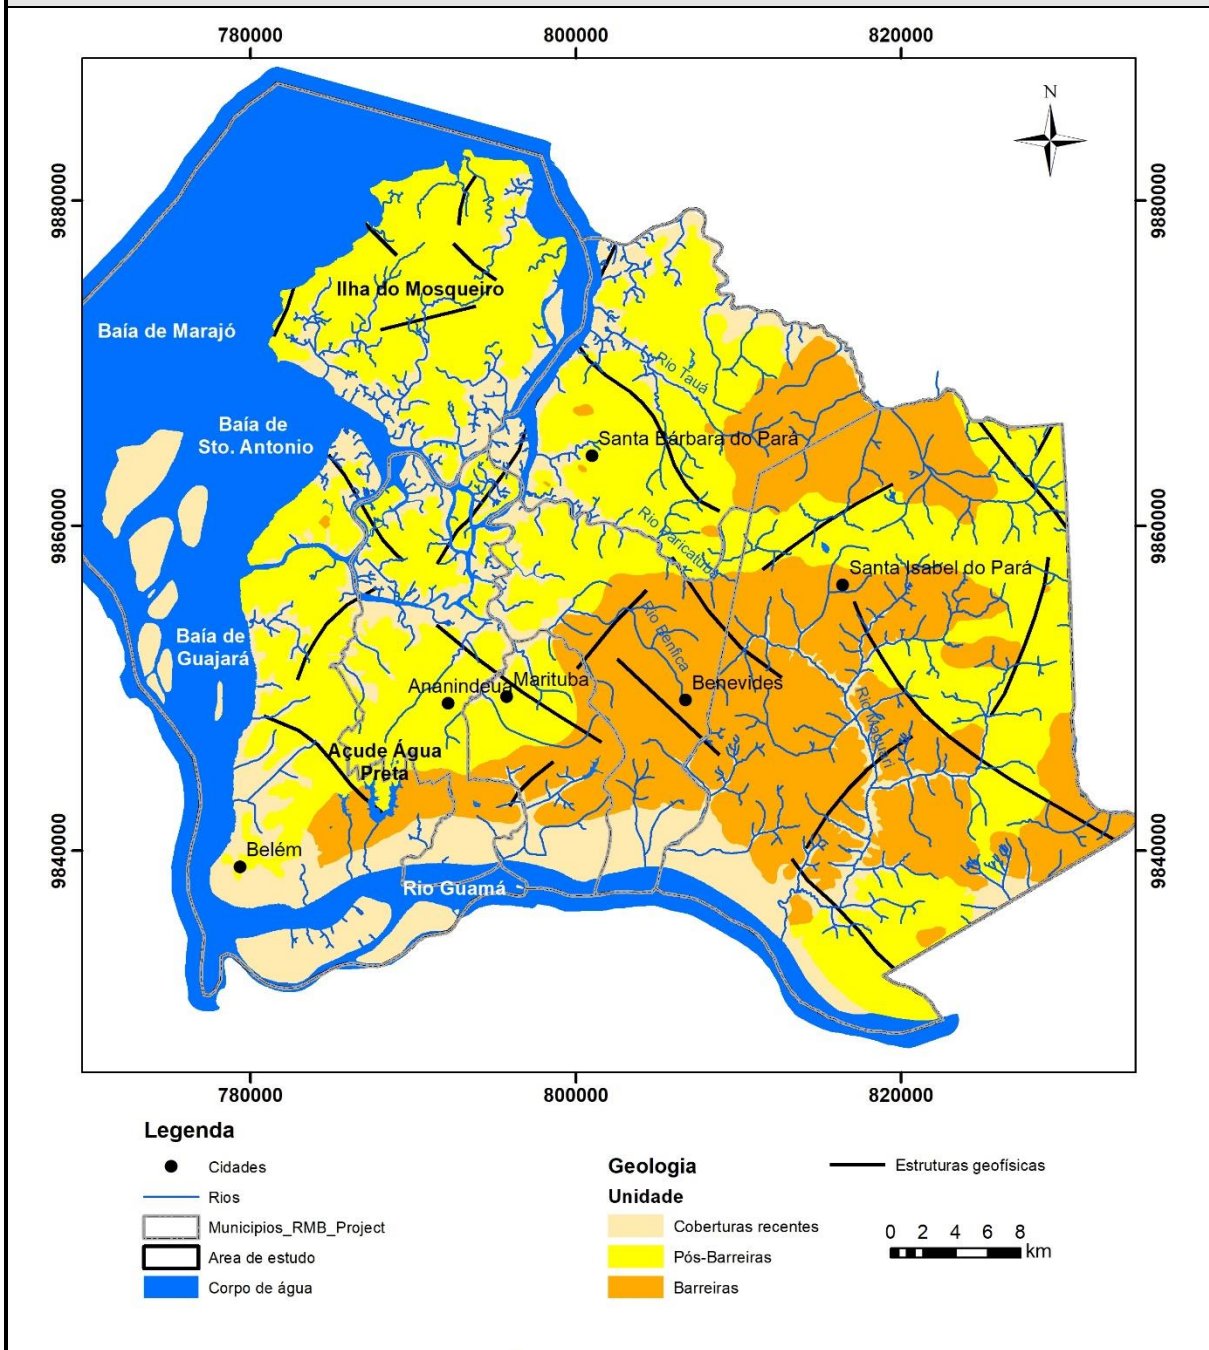 780000
800000
820000
N
9880000
9880000
Ilha do Mosqueiro
Baía de Marajó
Rio Tauá
Baía de
Sto. Antonio
Santa Bárbara do Pará
9860000
9860000
Rio Paricatuba
Santa Isabel do Pará
Baía de
Guajará
Rio Benfica
Ananindeua
Marituba
Benevides
Rio Maguari
Açude Água
Preta
9840000
9840000
Belém
Rio Guamá
780000
800000
820000
Legenda
Cidades
Rios
Municipios_RMB_Project
Area de estudo
Corpo de água
Geologia
Unidade
Coberturas recentes
Pós-Barreiras
Barreiras
Estruturas geofísicas
0 2 4 6 8
km